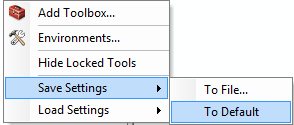 Add Toolbox...
Environments...
Hide Locked Tools
Save Settings
To File...
Load Settings
To Default